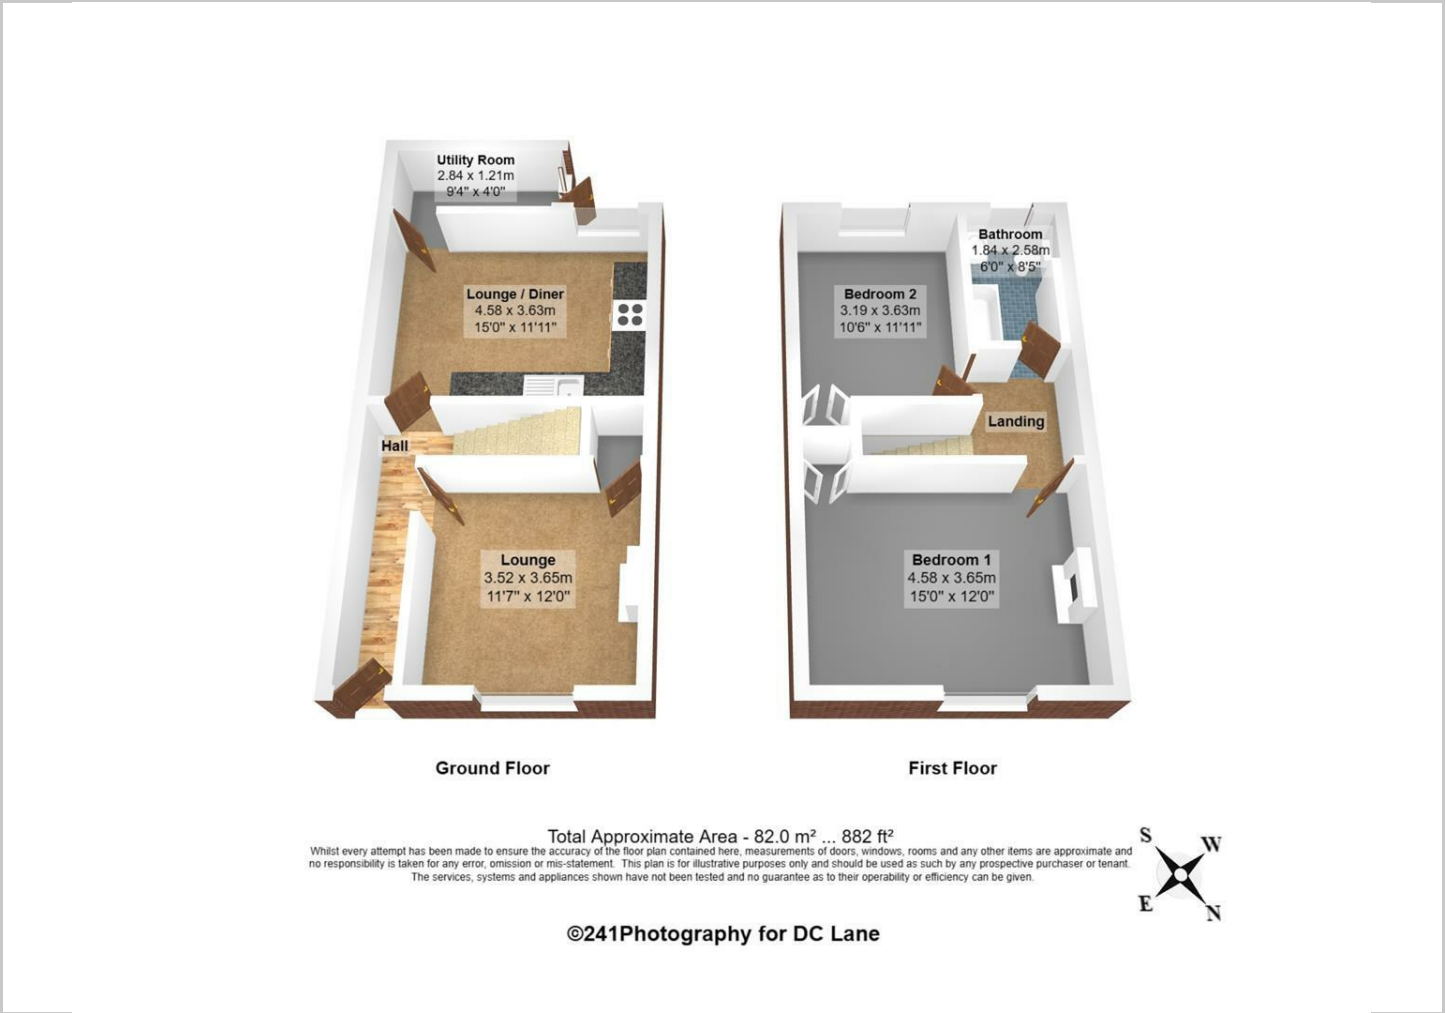 Utility Room
2.84 x 1.21m
9'4" x 4'0"
Lounge / Diner
4.58 x 3.63m
15'0" x 11'11"
Hall
Lounge
3.52 x 3.65m
11'7" x 12'0"
Bathroom
1.84 x 2.58m
6'0" x 8'5"
Bedroom 2
3.19 x 3.63m
10'6" x 11'11"
Landing
Bedroom 1
4.58 x 3.65m
15'0" x 12'0"
Ground Floor
First Floor
Total Approximate Area - 82.0 m² ... 882 ft²
Whilst every attempt has been made to ensure the accuracy of the floor plan contained here, measurements of doors, windows, rooms and any other items are approximate and
no responsibility is taken for any error, omission or mis-statement. This plan is for illustrative purposes only and should be used as such by any prospective purchaser or tenant.
The services, systems and appliances shown have not been tested and no guarantee as to their operability or efficiency can be given.
S
W
E
N
©241Photography for DC Lane